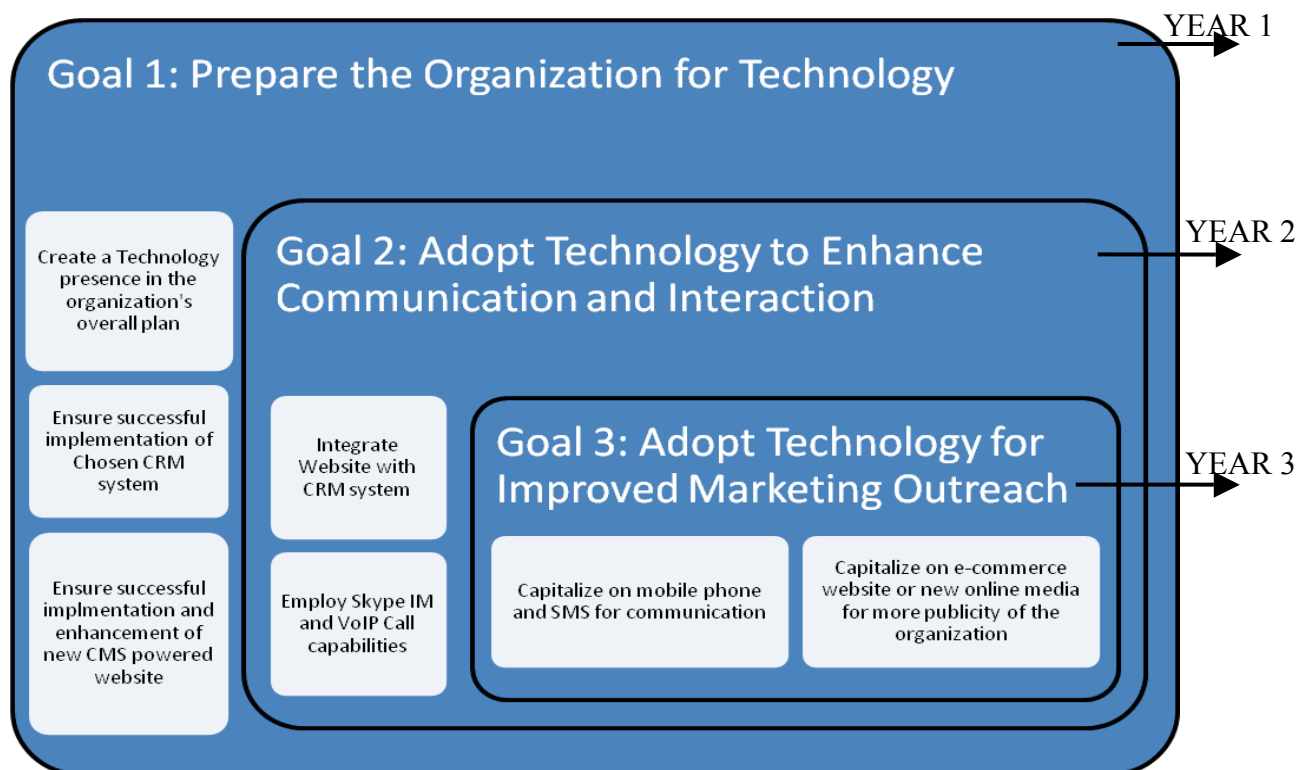 YEAR 1
Goal 1: Prepare the Organization for Technology
Create a Technology
presence in the
organization's
overall plan
Ensure successful
implementation of
Chosen CRM
system
Ensure successful
implmentation and
enhancement of
new CMS powered
website
YEAR 2
Goal 2: Adopt Technology to Enhance
Communication and Interaction
Integrate
Website with
CRM system
Employ Skype IM
and VoIP Call
capabilities
YEAR 3
Goal 3: Adopt Technology for
Improved Marketing Outreach
Capitalize on mobile phone
and SMS for communication
Capitalize on e-commerce
website or new online media
for more publicity of the
organization